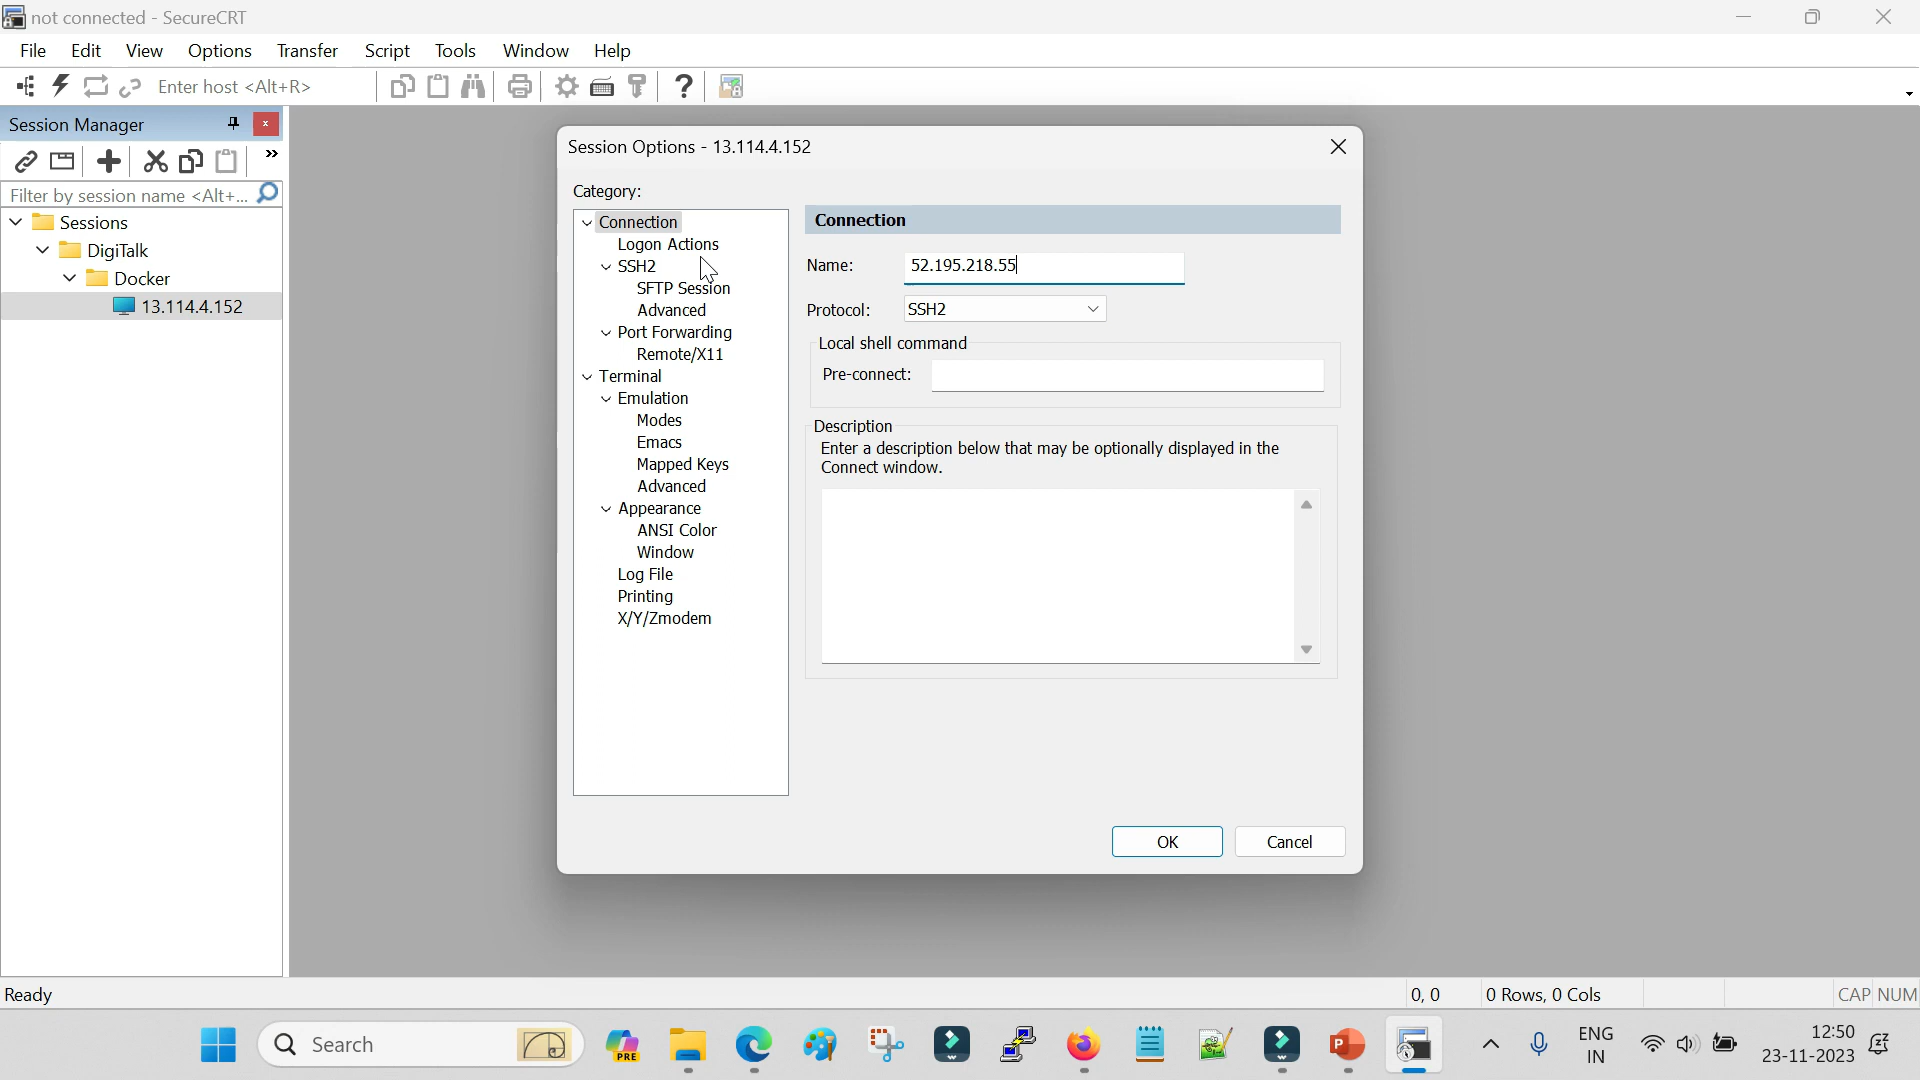 not connected - SecureCRT
File Edit View Options Transfer Script Tools Window Help
Enter host <Alt+R>
Session Manager
Filter by session name <Alt+...
Sessions
DigiTalk
Docker
13.114.4.152
Session Options - 13.114.4.152
Category:
Connection
Logon Actions
SSH2
SFTP Session
Advanced
Port Forwarding
Remote/X11
Terminal
Emulation
Modes
Emacs
Mapped Keys
Advanced
Appearance
ANSI Color
Window
Log File
Printing
X/Y/Zmodem
Connection
Name: 52.195.218.55
Protocol: SSH2
Local shell command
Pre-connect:
Description
Enter a description below that may be optionally displayed in the
Connect window.
OK Cancel
Ready 0, 0 0 Rows, 0 Cols CAP NUM
Search PRE ENG 12:50
IN 23-11-2023